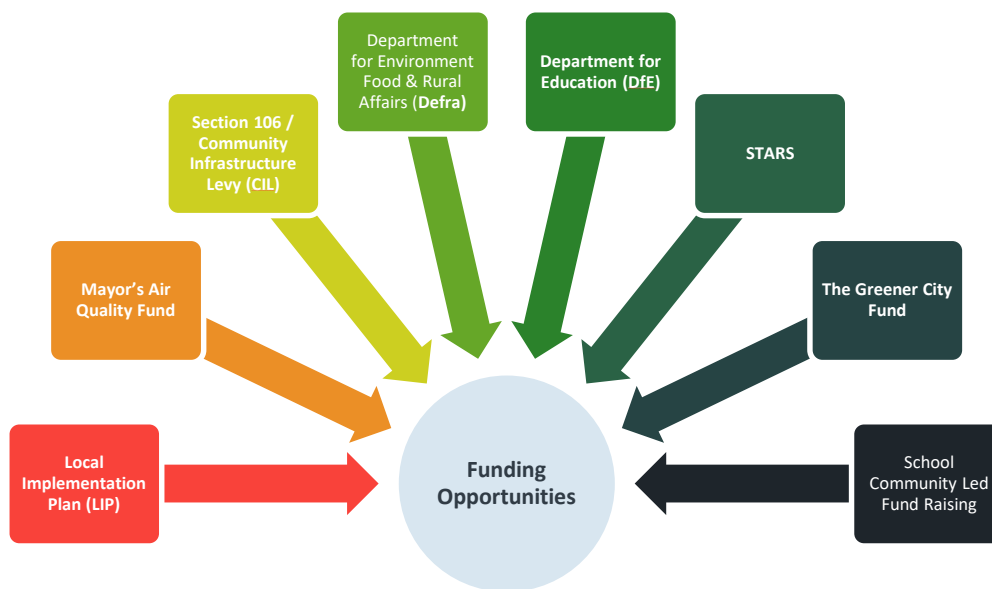 Department
for Environment
Food & Rural
Affairs (Defra)
Department for
Education (DfE)
Section 106 /
Community
Infrastructure
Levy (CIL)
STARS
Mayor's Air
Quality Fund
The Greener City
Fund
Local
Implementation
Plan (LIP)
School
Community Led
Fund Raising
Funding
Opportunities